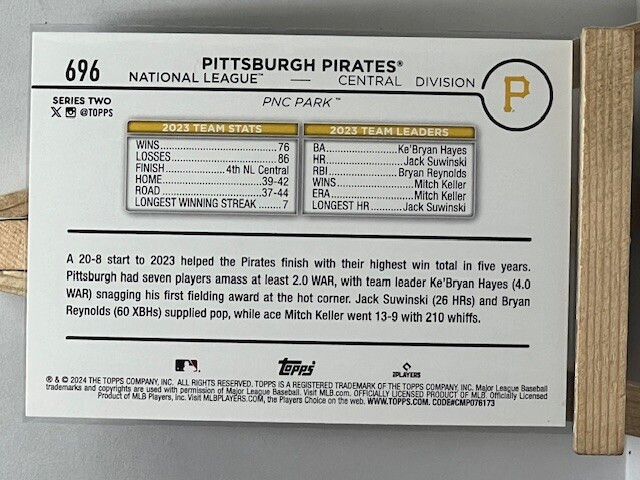 696
PITTSBURGH PIRATES®
NATIONAL LEAGUE™ — CENTRAL DIVISION
P
SERIES TWO
X @TOPPS
PNC PARK™
2023 TEAM STATS
WINS..........76
LOSSES..........86
FINISH..........4th NL Central
HOME..........39-42
ROAD..........37-44
LONGEST WINNING STREAK.....7
2023 TEAM LEADERS
BA..........Ke'Bryan Hayes
HR..........Jack Suwinski
RBI..........Bryan Reynolds
WINS..........Mitch Keller
ERA..........Mitch Keller
LONGEST HR..........Jack Suwinski
A 20-8 start to 2023 helped the Pirates finish with their highest win total in five years.
Pittsburgh had seven players amass at least 2.0 WAR, with team leader Ke'Bryan Hayes (4.0
WAR) snagging his first fielding award at the hot corner. Jack Suwinski (26 HRs) and Bryan
Reynolds (60 XBHs) supplied pop, while ace Mitch Keller went 13-9 with 210 whiffs.
Topps
PLAYERS
® & © 2024 THE TOPPS COMPANY, INC. ALL RIGHTS RESERVED. TOPPS IS A REGISTERED TRADEMARK OF THE TOPPS COMPANY, INC. Major League Baseball
trademarks and copyrights are used with permission of Major League Baseball. Visit MLB.com. OFFICIALLY LICENSED PRODUCT OF MLB. Officially Licensed
Product of MLB Players, Inc. Visit MLBPLAYERS.COM, the Players Choice on the web. WWW.TOPPS.COM. CODE#CMP076173